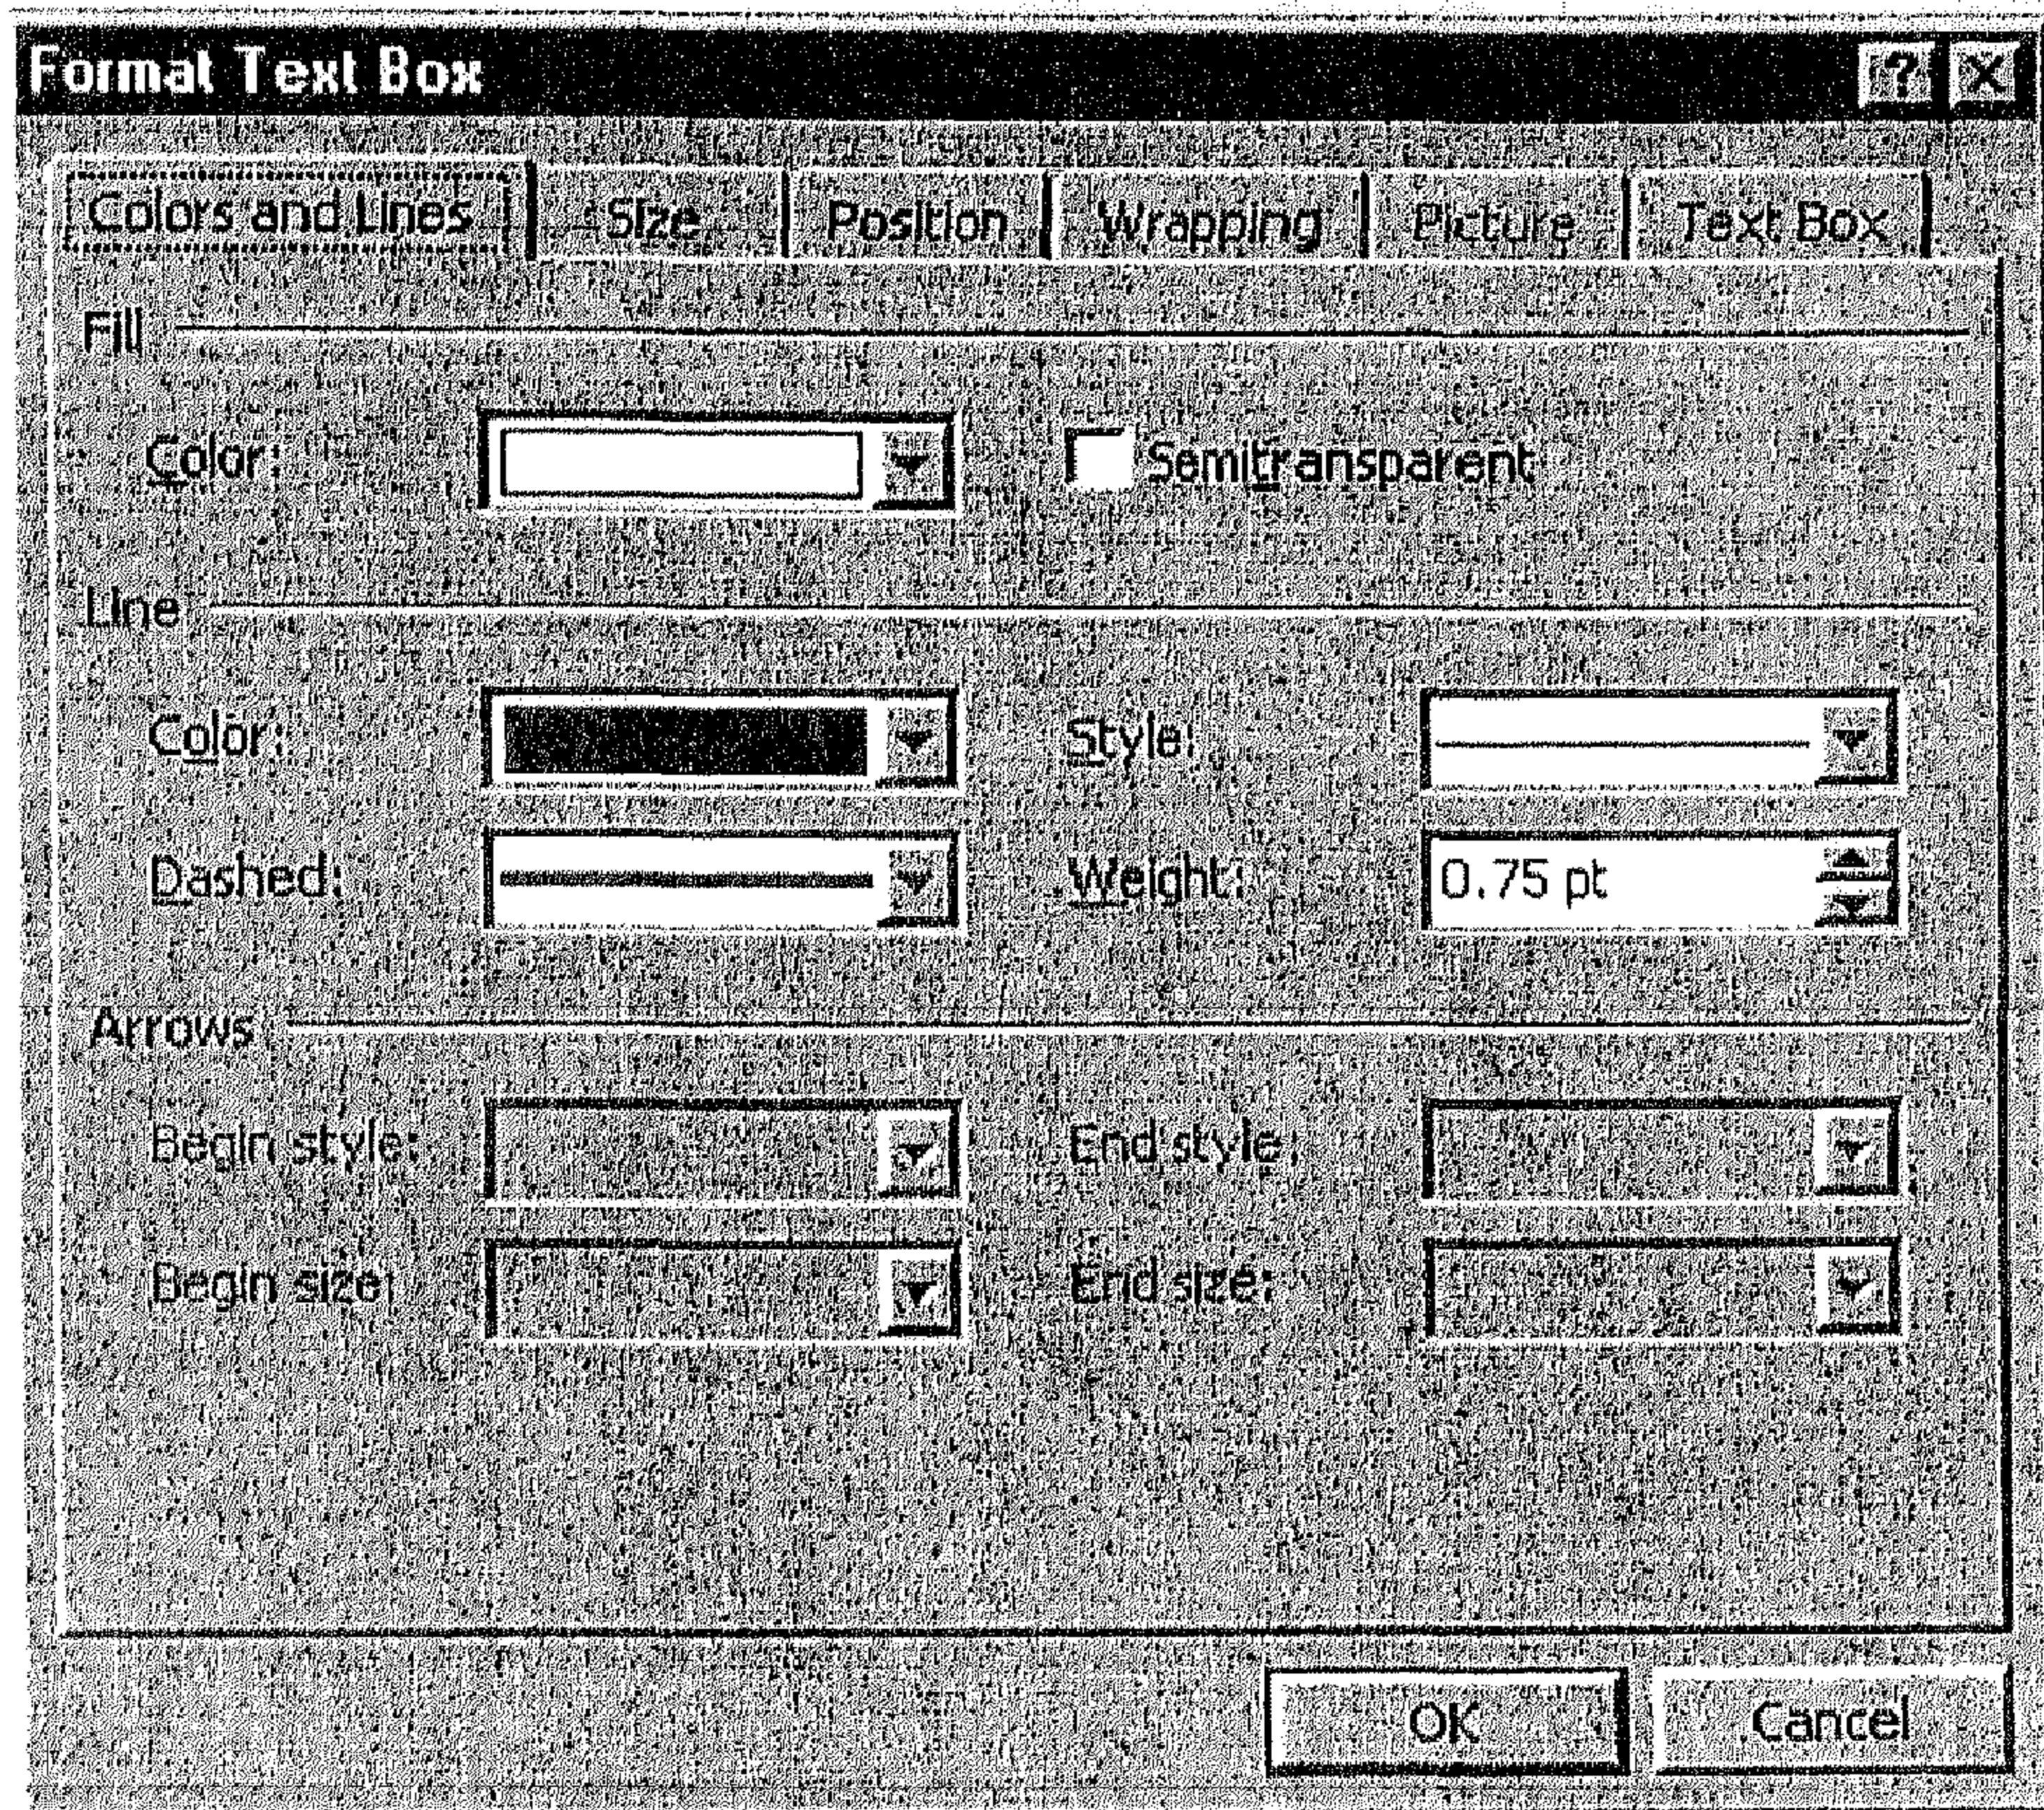 Format Text Box ? X
Colors and Lines Size Position Wrapping Picture Text Box
Fill
Color: Semitransparent
Line
Color: Style:
Dashed: Weight: 0.75 pt
Arrows
Begin style: End style:
Begin size: End size:
OK Cancel